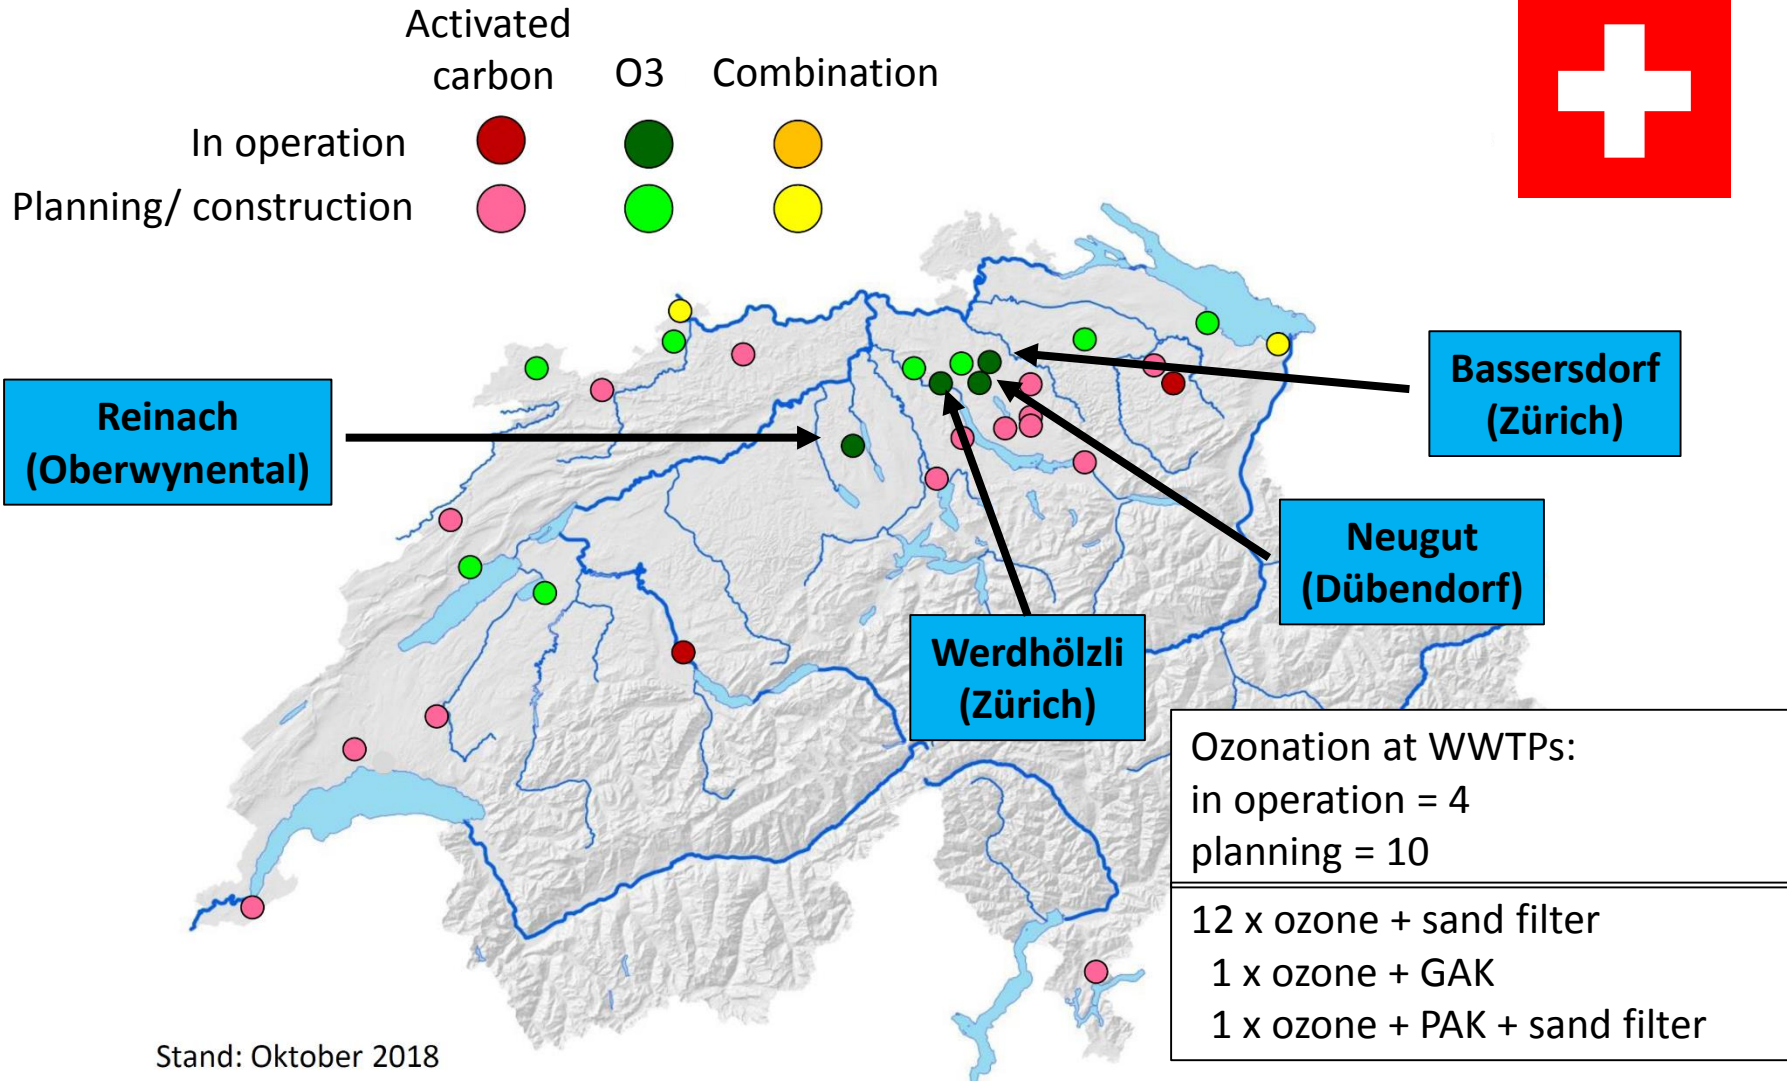 Activated
carbon
O3
Combination
In operation
Planning/ construction
Reinach
(Oberwynental)
Bassersdorf
(Zürich)
Neugut
(Dübendorf)
Werdhölzli
(Zürich)
Ozonation at WWTPs:
in operation = 4
planning = 10
12 x ozone + sand filter
1 x ozone + GAK
1 x ozone + PAK + sand filter
Stand: Oktober 2018